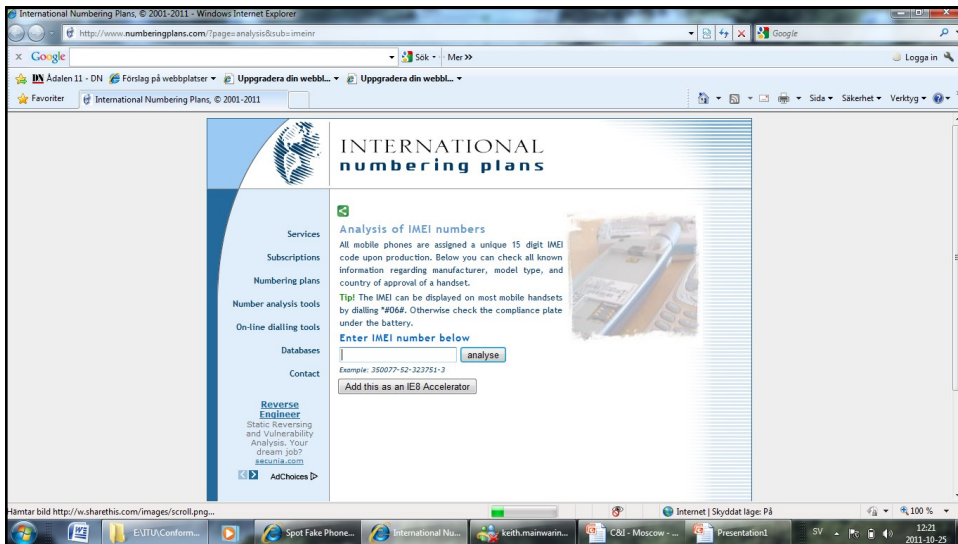 International Numbering Plans, © 2001-2011 - Windows Internet Explorer
http://www.numberingplans.com/?page=analysis&sub=imeinr
Google
x Google
Sök
Mer »
Logga in
DN Ådalen 11 - DN
Förslag på webbplatser
Uppgradera din webbl...
Uppgradera din webbl...
Favoriter
International Numbering Plans, © 2001-2011
Sida
Säkerhet
Verktyg
INTERNATIONAL
numbering plans
Services
Subscriptions
Numbering plans
Number analysis tools
On-line dialling tools
Databases
Contact
Reverse
Engineer
Static Reversing
and Vulnerability
Analysis. Your
dream job?
secunia.com
AdChoices
Analysis of IMEI numbers
All mobile phones are assigned a unique 15 digit IMEI
code upon production. Below you can check all known
information regarding manufacturer, model type, and
country of approval of a handset.
Tip! The IMEI can be displayed on most mobile handsets
by dialling *#06#. Otherwise check the compliance plate
under the battery.
Enter IMEI number below
analyse
Example: 350077-52-323751-3
Add this as an IE8 Accelerator
Hämtar bild http://w.sharethis.com/images/scroll.png...
Internet | Skyddat läge: På
100 %
E:\ITU\Conform...
Spot Fake Phone...
International Nu...
keith.mainwarin...
C&I - Moscow - ...
Presentation1
SV
12:21
2011-10-25